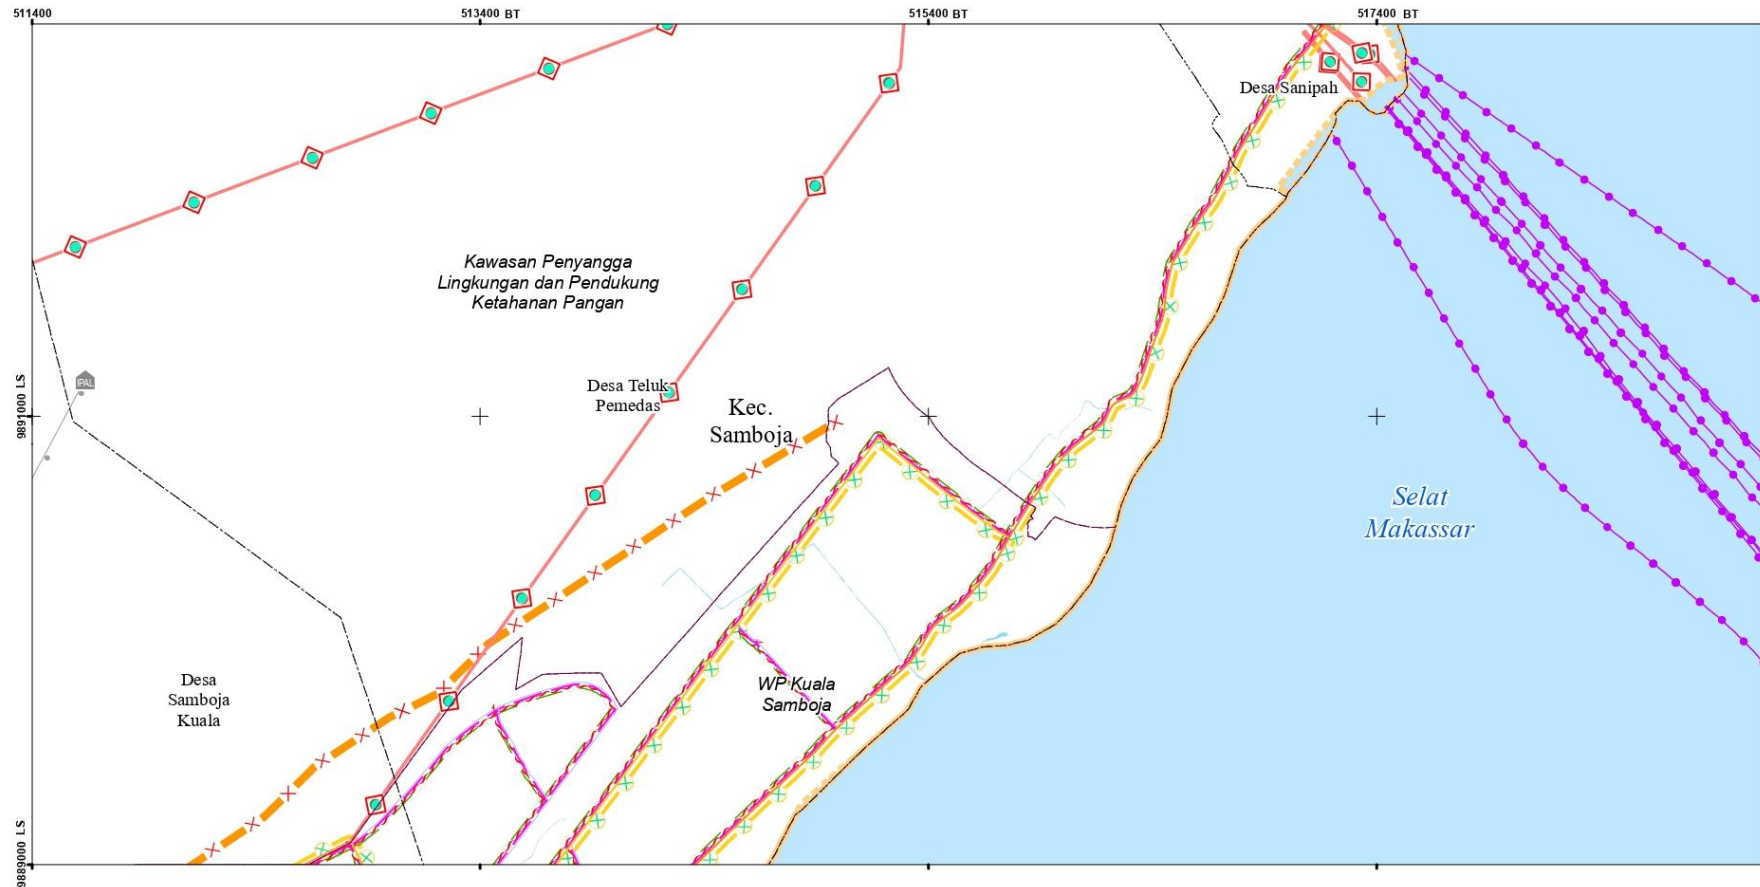 511400
513400 BT
515400 BT
517400 BT
Desa Sanipah
Kawasan Penyangga
Lingkungan dan Pendukung
Ketahanan Pangan
IPAL
9891000 LS
Desa Teluk
Pemedas
Kec.
Samboja
Selat
Makassar
Desa
Samboja
Kuala
WP Kuala
Samboja
9889000 LS